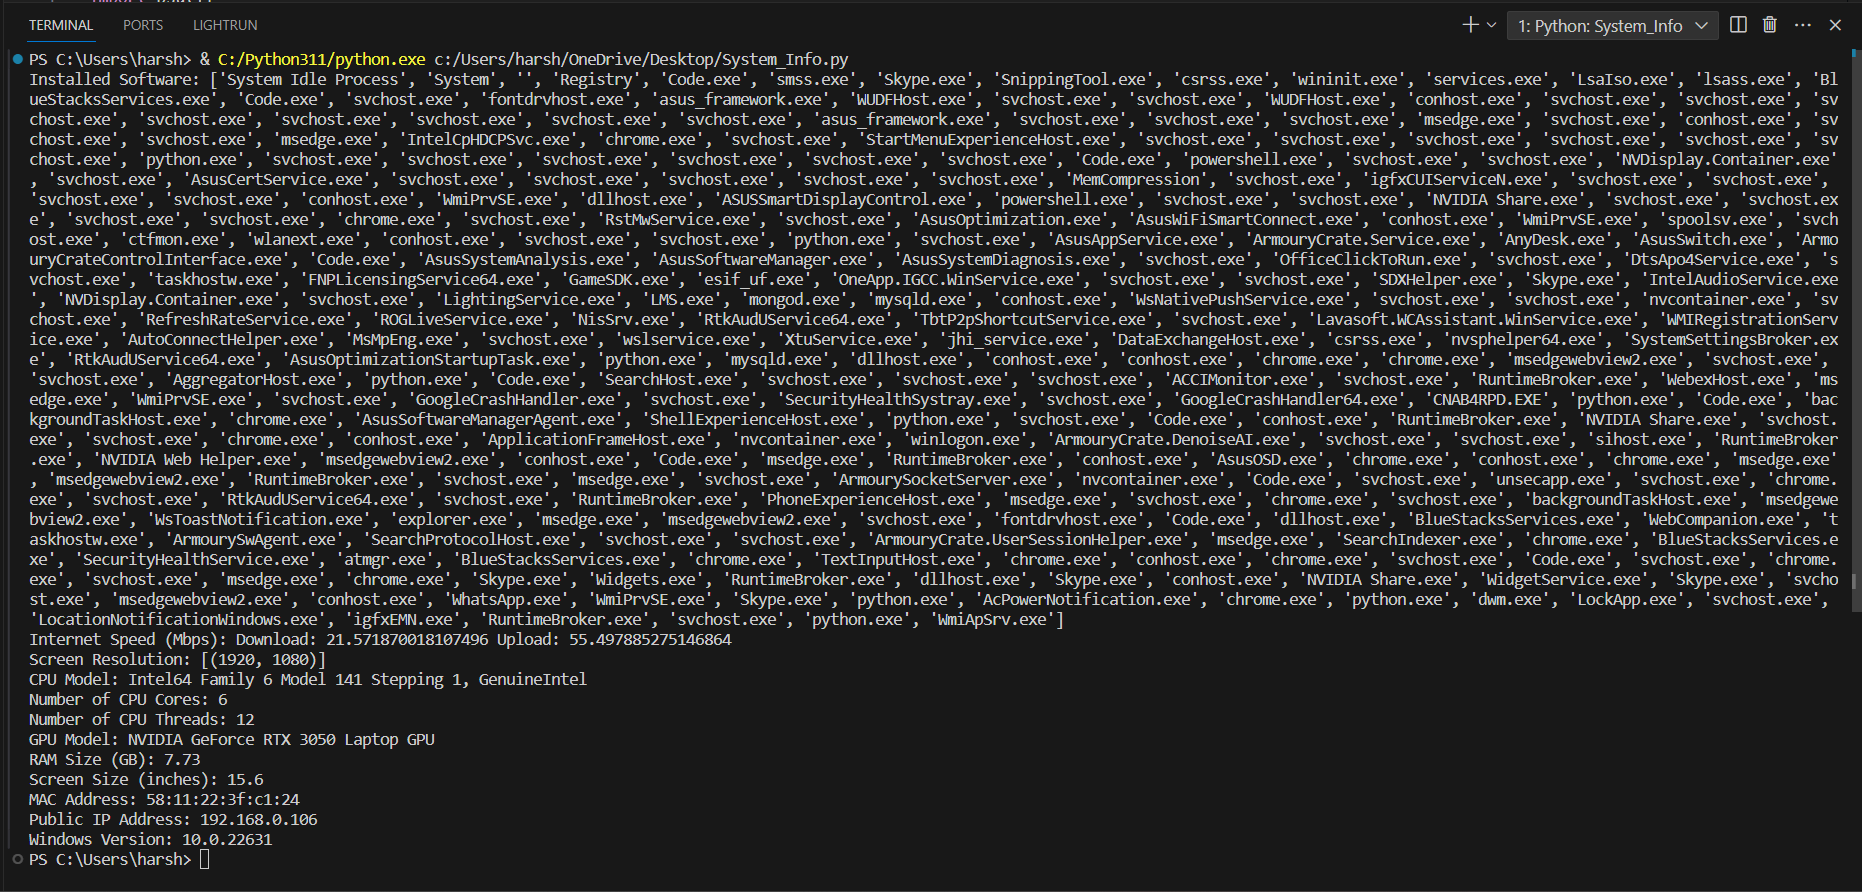 TERMINAL PORTS LIGHTRUN 1: Python: System_Info
PS C:\Users\harsh> & C:/Python311/python.exe c:/Users/harsh/OneDrive/Desktop/System_Info.py
Installed Software: ['System Idle Process', 'System', '', 'Registry', 'Code.exe', 'smss.exe', 'Skype.exe', 'SnippingTool.exe', 'csrss.exe', 'wininit.exe', 'services.exe', 'LsaIso.exe', 'lsass.exe', 'Bl
ueStacksServices.exe', 'Code.exe', 'svchost.exe', 'fontdrvhost.exe', 'asus_framework.exe', 'WUDFHost.exe', 'svchost.exe', 'svchost.exe', 'WUDFHost.exe', 'conhost.exe', 'svchost.exe', 'svchost.exe', 'sv
chost.exe', 'svchost.exe', 'svchost.exe', 'svchost.exe', 'svchost.exe', 'svchost.exe', 'asus_framework.exe', 'svchost.exe', 'svchost.exe', 'svchost.exe', 'msedge.exe', 'svchost.exe', 'conhost.exe', 'sv
chost.exe', 'svchost.exe', 'msedge.exe', 'IntelCpHDCPSvc.exe', 'chrome.exe', 'svchost.exe', 'StartMenuExperienceHost.exe', 'svchost.exe', 'svchost.exe', 'svchost.exe', 'svchost.exe', 'svchost.exe', 'sv
chost.exe', 'python.exe', 'svchost.exe', 'svchost.exe', 'svchost.exe', 'svchost.exe', 'svchost.exe', 'svchost.exe', 'Code.exe', 'powershell.exe', 'svchost.exe', 'svchost.exe', 'NVDisplay.Container.exe'
, 'svchost.exe', 'AsusCertService.exe', 'svchost.exe', 'svchost.exe', 'svchost.exe', 'svchost.exe', 'svchost.exe', 'MemCompression', 'svchost.exe', 'igfxCUIServiceN.exe', 'svchost.exe', 'svchost.exe',
'svchost.exe', 'svchost.exe', 'conhost.exe', 'WmiPrvSE.exe', 'dllhost.exe', 'ASUSSmartDisplayControl.exe', 'powershell.exe', 'svchost.exe', 'svchost.exe', 'NVIDIA Share.exe', 'svchost.exe', 'svchost.ex
e', 'svchost.exe', 'svchost.exe', 'chrome.exe', 'svchost.exe', 'RstMwService.exe', 'svchost.exe', 'AsusOptimization.exe', 'AsusWiFiSmartConnect.exe', 'conhost.exe', 'WmiPrvSE.exe', 'spoolsv.exe', 'svch
ost.exe', 'ctfmon.exe', 'wlanext.exe', 'conhost.exe', 'svchost.exe', 'svchost.exe', 'python.exe', 'svchost.exe', 'AsusAppService.exe', 'ArmouryCrate.Service.exe', 'AnyDesk.exe', 'AsusSwitch.exe', 'Armo
uryCrateControlInterface.exe', 'Code.exe', 'AsusSystemAnalysis.exe', 'AsusSoftwareManager.exe', 'AsusSystemDiagnosis.exe', 'svchost.exe', 'OfficeClickToRun.exe', 'svchost.exe', 'DtsApo4Service.exe', 's
vchost.exe', 'taskhostw.exe', 'FNPLicensingService64.exe', 'GameSDK.exe', 'esif_uf.exe', 'OneApp.IGCC.WinService.exe', 'svchost.exe', 'svchost.exe', 'SDXHelper.exe', 'Skype.exe', 'IntelAudioService.exe
', 'NVDisplay.Container.exe', 'svchost.exe', 'LightingService.exe', 'LMS.exe', 'mongod.exe', 'mysqld.exe', 'conhost.exe', 'WsNativePushService.exe', 'svchost.exe', 'svchost.exe', 'nvcontainer.exe', 'sv
chost.exe', 'RefreshRateService.exe', 'ROGLiveService.exe', 'NisSrv.exe', 'RtkAudUService64.exe', 'TbtP2pShortcutService.exe', 'svchost.exe', 'Lavasoft.WCAssistant.WinService.exe', 'WMIRegistrationServ
ice.exe', 'AutoConnectHelper.exe', 'MsMpEng.exe', 'svchost.exe', 'wslservice.exe', 'XtuService.exe', 'jhi_service.exe', 'DataExchangeHost.exe', 'csrss.exe', 'nvsphelper64.exe', 'SystemSettingsBroker.ex
e', 'RtkAudUService64.exe', 'AsusOptimizationStartupTask.exe', 'python.exe', 'mysqld.exe', 'dllhost.exe', 'conhost.exe', 'conhost.exe', 'chrome.exe', 'chrome.exe', 'msedgewebview2.exe', 'svchost.exe',
'svchost.exe', 'AggregatorHost.exe', 'python.exe', 'Code.exe', 'SearchHost.exe', 'svchost.exe', 'svchost.exe', 'svchost.exe', 'ACCIMonitor.exe', 'svchost.exe', 'RuntimeBroker.exe', 'WebexHost.exe', 'ms
edge.exe', 'WmiPrvSE.exe', 'svchost.exe', 'GoogleCrashHandler.exe', 'svchost.exe', 'SecurityHealthSystray.exe', 'GoogleCrashHandler64.exe', 'CNAB4RPD.EXE', 'python.exe', 'Code.exe', 'bac
kgroundTaskHost.exe', 'chrome.exe', 'AsusSoftwareManagerAgent.exe', 'ShellExperienceHost.exe', 'python.exe', 'svchost.exe', 'Code.exe', 'conhost.exe', 'RuntimeBroker.exe', 'NVIDIA Share.exe', 'svchost.
exe', 'svchost.exe', 'chrome.exe', 'conhost.exe', 'ApplicationFrameHost.exe', 'nvcontainer.exe', 'winlogon.exe', 'ArmouryCrate.DenoiseAI.exe', 'svchost.exe', 'svchost.exe', 'sihost.exe', 'RuntimeBroker
.exe', 'NVIDIA Web Helper.exe', 'msedgewebview2.exe', 'conhost.exe', 'Code.exe', 'msedge.exe', 'RuntimeBroker.exe', 'conhost.exe', 'AsusOSD.exe', 'chrome.exe', 'conhost.exe', 'chrome.exe', 'msedge.exe'
, 'msedgewebview2.exe', 'RuntimeBroker.exe', 'svchost.exe', 'msedge.exe', 'svchost.exe', 'ArmourySocketServer.exe', 'nvcontainer.exe', 'Code.exe', 'svchost.exe', 'unsecapp.exe', 'svchost.exe', 'chrome.
exe', 'svchost.exe', 'RtkAudUService64.exe', 'svchost.exe', 'RuntimeBroker.exe', 'PhoneExperienceHost.exe', 'msedge.exe', 'svchost.exe', 'chrome.exe', 'svchost.exe', 'backgroundTaskHost.exe', 'msedgewe
bview2.exe', 'WsToastNotification.exe', 'explorer.exe', 'msedge.exe', 'msedgewebview2.exe', 'svchost.exe', 'fontdrvhost.exe', 'Code.exe', 'dllhost.exe', 'BlueStacksServices.exe', 'WebCompanion.exe', 't
askhostw.exe', 'ArmourySwAgent.exe', 'SearchProtocolHost.exe', 'svchost.exe', 'svchost.exe', 'ArmouryCrate.UserSessionHelper.exe', 'msedge.exe', 'SearchIndexer.exe', 'chrome.exe', 'BlueStacksServices.e
xe', 'SecurityHealthService.exe', 'atmgr.exe', 'BlueStacksServices.exe', 'chrome.exe', 'TextInputHost.exe', 'chrome.exe', 'conhost.exe', 'chrome.exe', 'svchost.exe', 'Code.exe', 'svchost.exe', 'chrome.
exe', 'svchost.exe', 'msedge.exe', 'chrome.exe', 'Skype.exe', 'Widgets.exe', 'RuntimeBroker.exe', 'dllhost.exe', 'Skype.exe', 'conhost.exe', 'NVIDIA Share.exe', 'WidgetService.exe', 'Skype.exe', 'svcho
st.exe', 'msedgewebview2.exe', 'conhost.exe', 'WhatsApp.exe', 'WmiPrvSE.exe', 'Skype.exe', 'python.exe', 'AcPowerNotification.exe', 'chrome.exe', 'python.exe', 'dwm.exe', 'LockApp.exe', 'svchost.exe',
'LocationNotificationWindows.exe', 'igfxEMN.exe', 'RuntimeBroker.exe', 'svchost.exe', 'python.exe', 'WmiApSrv.exe']
Internet Speed (Mbps): Download: 21.571870018107496 Upload: 55.497885275146864
Screen Resolution: [(1920, 1080)]
CPU Model: Intel64 Family 6 Model 141 Stepping 1, GenuineIntel
Number of CPU Cores: 6
Number of CPU Threads: 12
GPU Model: NVIDIA GeForce RTX 3050 Laptop GPU
RAM Size (GB): 7.73
Screen Size (inches): 15.6
MAC Address: 58:11:22:3f:c1:24
Public IP Address: 192.168.0.106
Windows Version: 10.0.22631
PS C:\Users\harsh>